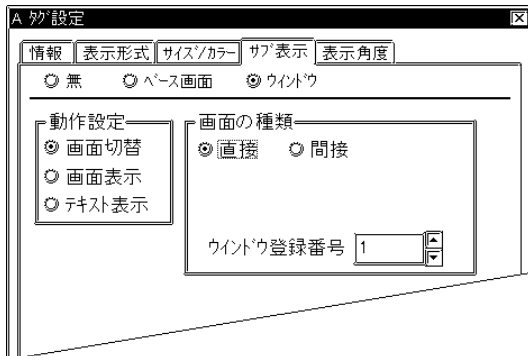 A ﾀｸﾞ設定
情報 表示形式 ｻｲｽﾞ/ｶﾗｰ ｻﾌﾞ表示 表示角度
無 ﾍﾞｰｽ画面 ｳｨﾝﾄﾞｳ
動作設定 画面の種類
画面切替 直接 間接
画面表示
ﾃｷｽﾄ表示
ｳｲﾝﾄﾞｳ登録番号 1